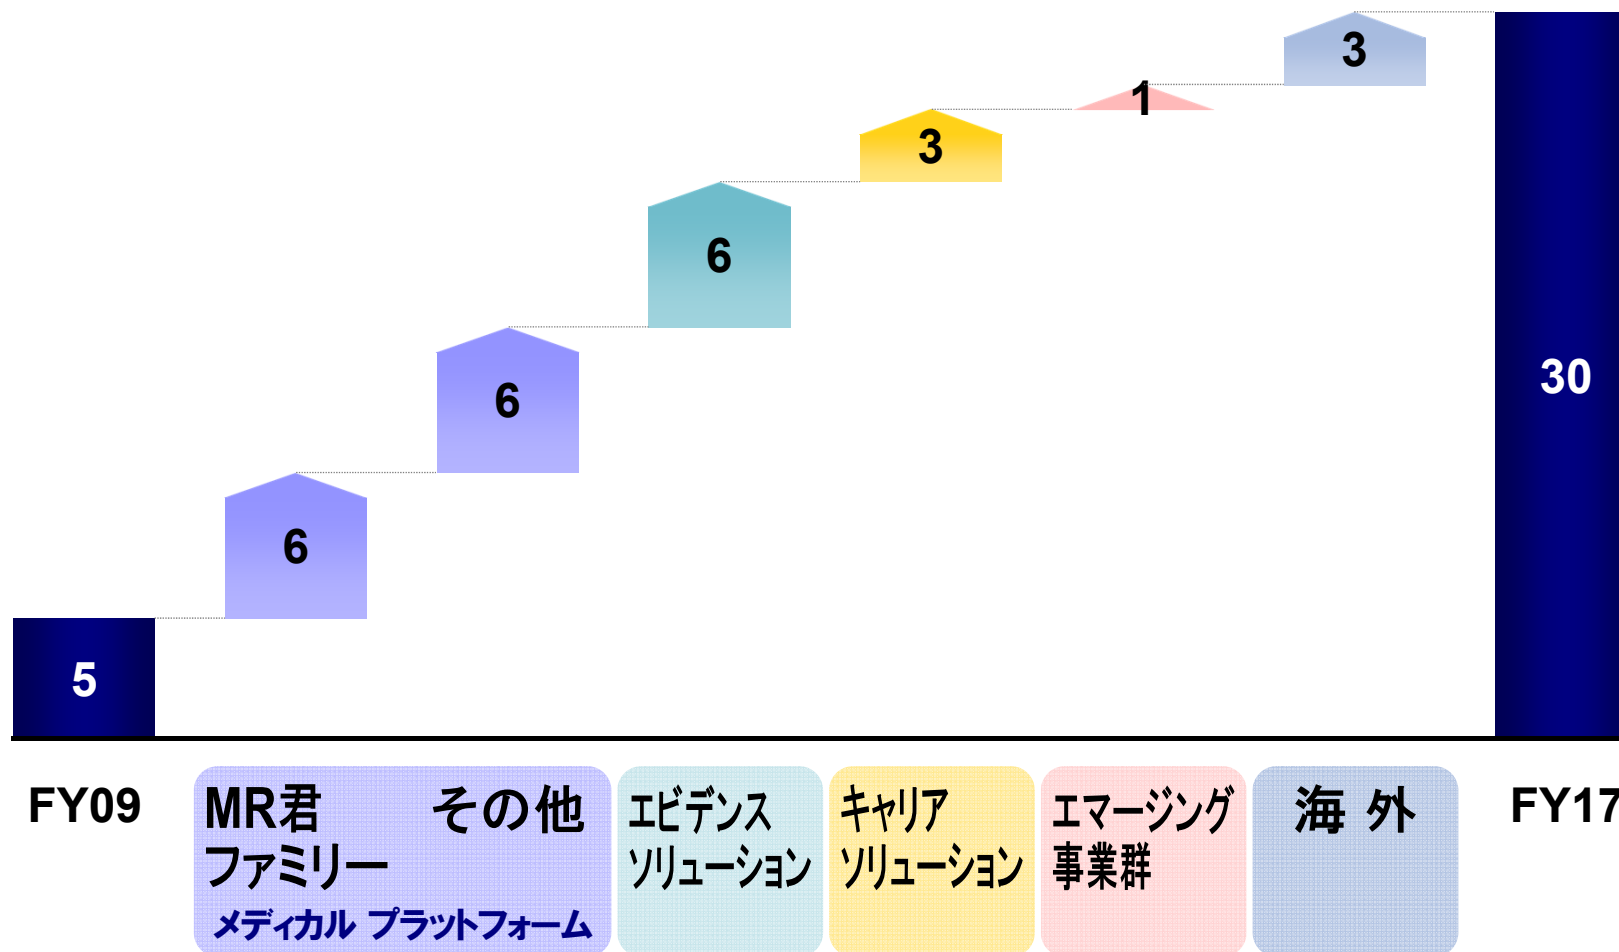 3
1
3
6
30
6
6
5
FY09
MR君
ファミリー
その他
メディカル プラットフォーム
エビデンス
ソリューション
キャリア
ソリューション
エマージング
事業群
海 外
FY17